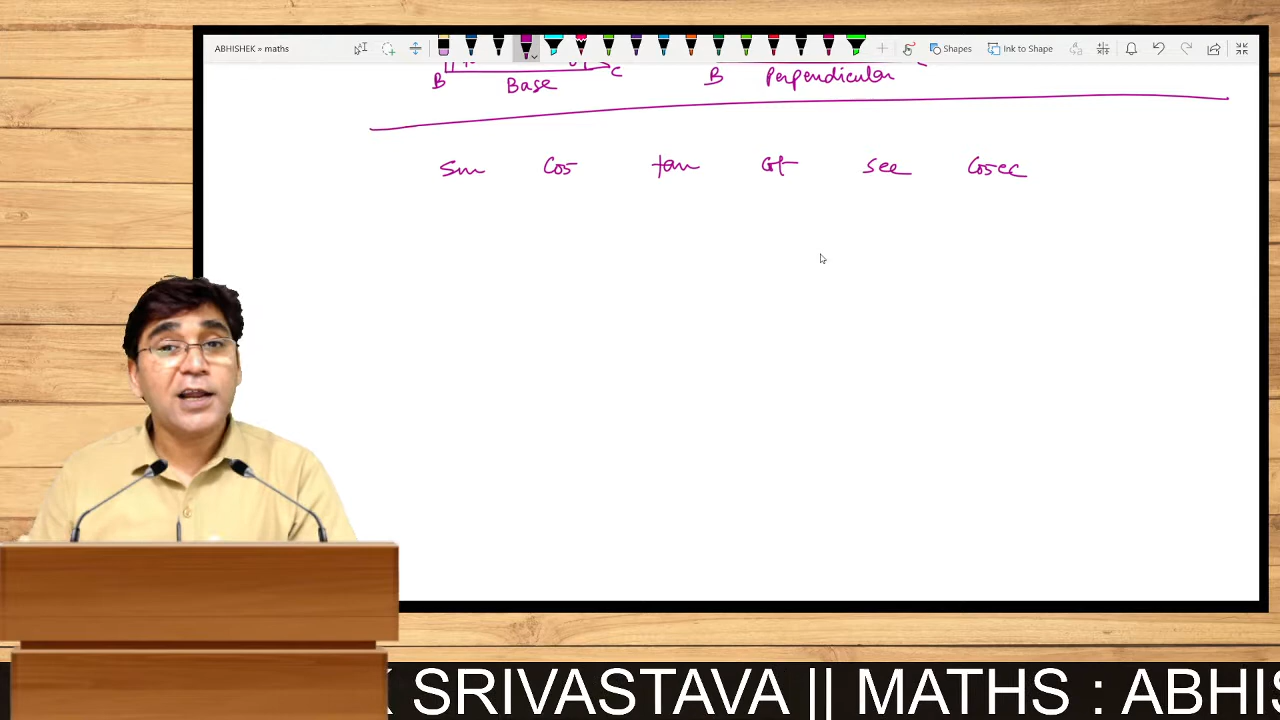 ABHISHEK » maths
Shapes
Ink to Shape
B Base C B Perpendicular
Sin Cos tan Cot Sec Cosec
SRIVASTAVA || MATHS : ABHIS